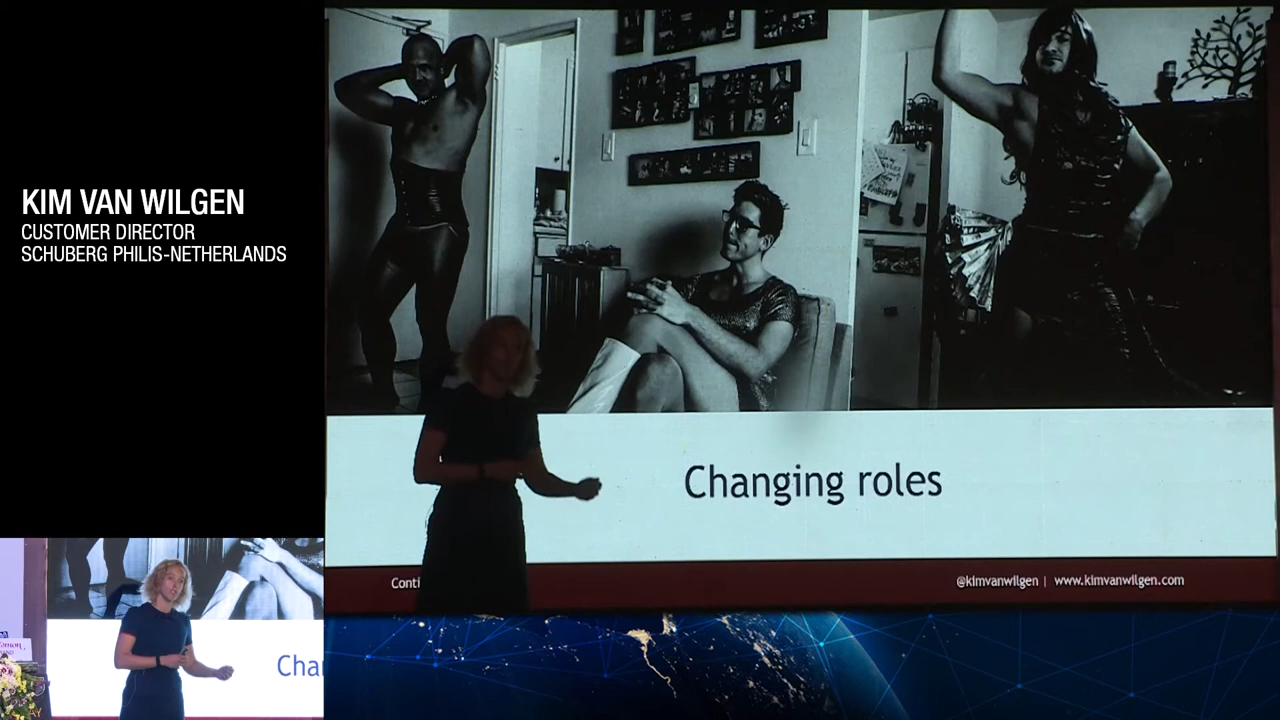 KIM VAN WILGEN
CUSTOMER DIRECTOR
SCHUBERG PHILIS-NETHERLANDS
Changing roles
Conti
@kimvanwilgen | www.kimvanwilgen.com
Cha